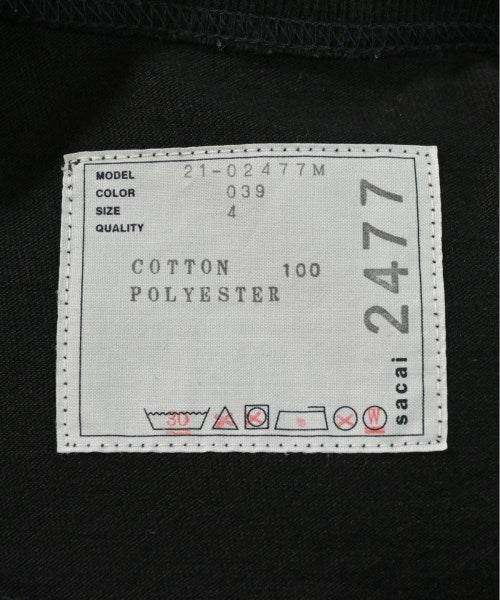 MODEL 21-02477M
COLOR 039
SIZE 4
QUALITY
COTTON 100
POLYESTER
30
W
sacai 2477